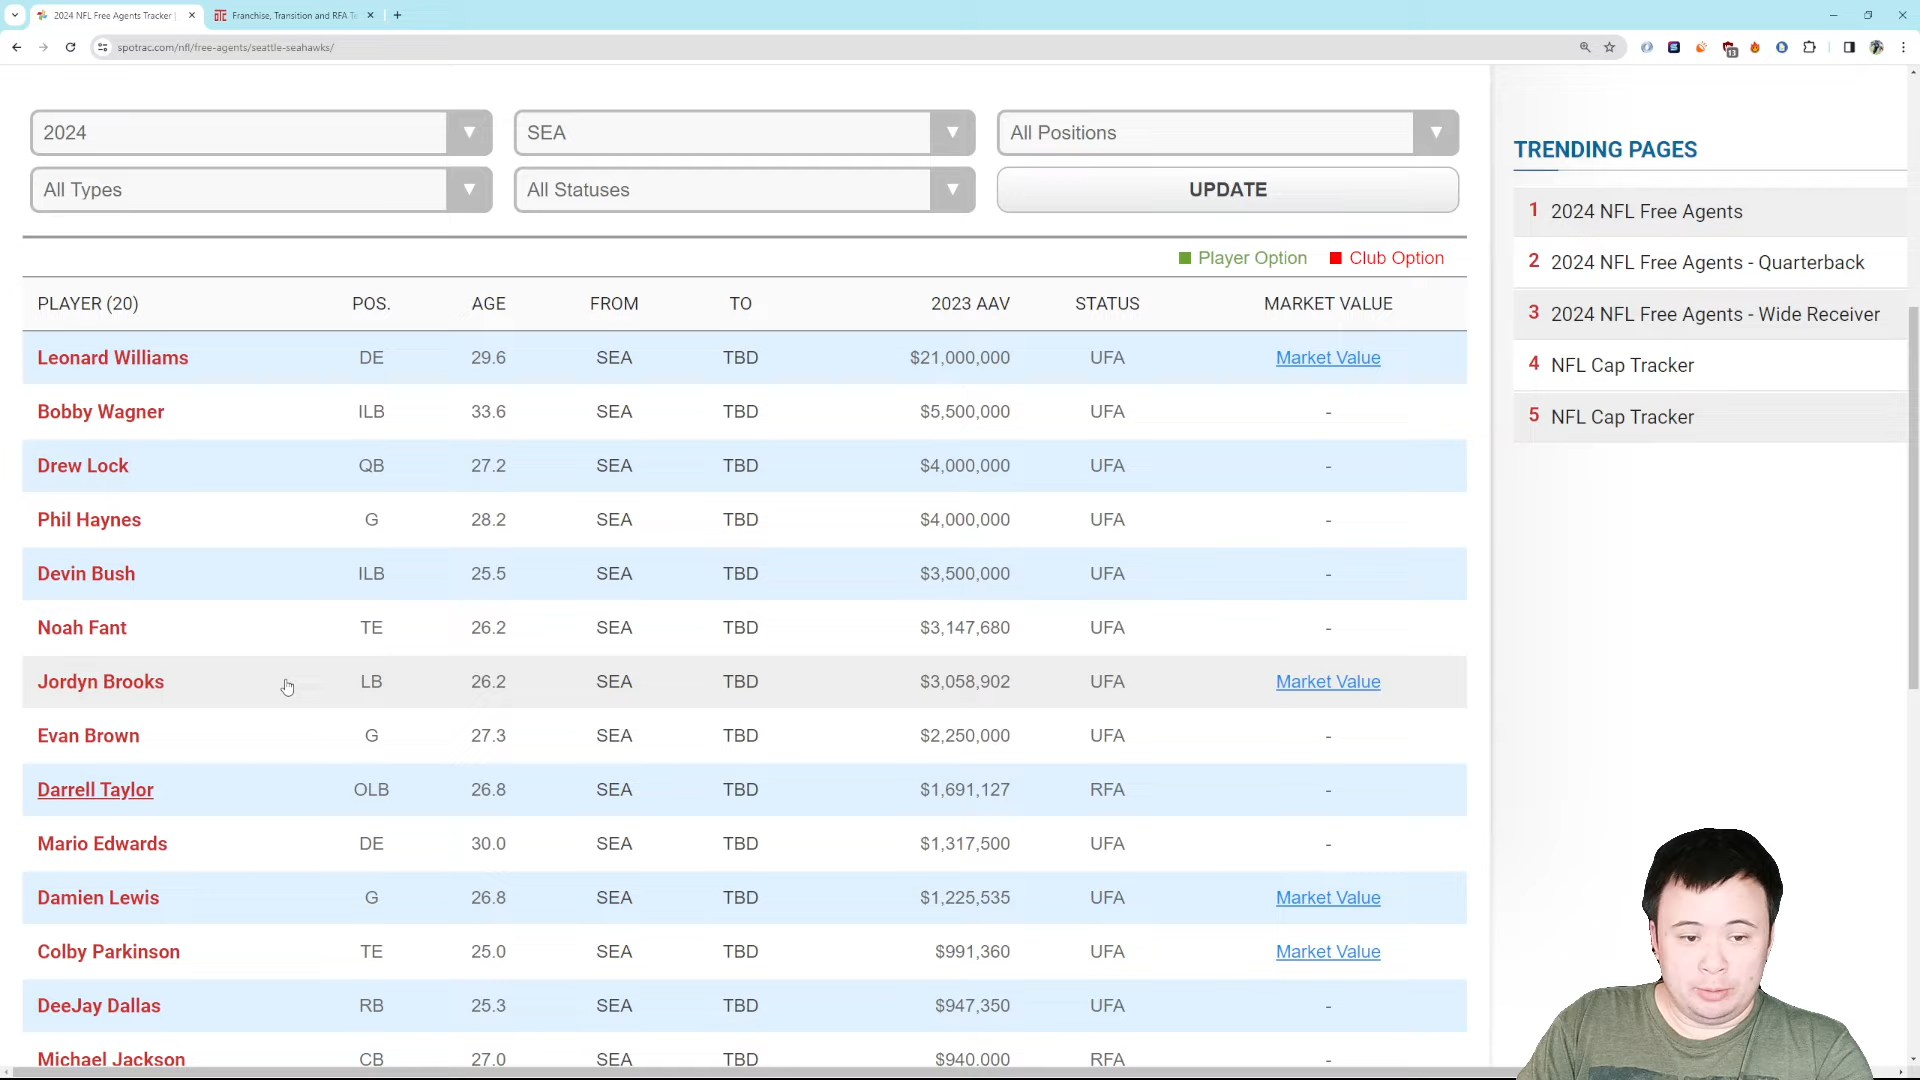 2024 NFL Free Agents Tracker |
Franchise, Transition and RFA Te
spotrac.com/nfl/free-agents/seattle-seahawks/
13
2024 SEA All Positions
All Types All Statuses UPDATE
Player Option Club Option
PLAYER (20) POS. AGE FROM TO 2023 AAV STATUS MARKET VALUE
Leonard Williams DE 29.6 SEA TBD $21,000,000 UFA Market Value
Bobby Wagner ILB 33.6 SEA TBD $5,500,000 UFA -
Drew Lock QB 27.2 SEA TBD $4,000,000 UFA -
Phil Haynes G 28.2 SEA TBD $4,000,000 UFA -
Devin Bush ILB 25.5 SEA TBD $3,500,000 UFA -
Noah Fant TE 26.2 SEA TBD $3,147,680 UFA -
Jordyn Brooks LB 26.2 SEA TBD $3,058,902 UFA Market Value
Evan Brown G 27.3 SEA TBD $2,250,000 UFA -
Darrell Taylor OLB 26.8 SEA TBD $1,691,127 RFA -
Mario Edwards DE 30.0 SEA TBD $1,317,500 UFA -
Damien Lewis G 26.8 SEA TBD $1,225,535 UFA Market Value
Colby Parkinson TE 25.0 SEA TBD $991,360 UFA Market Value
DeeJay Dallas RB 25.3 SEA TBD $947,350 UFA -
Michael Jackson CB 27.0 SEA TBD $940,000 RFA -
TRENDING PAGES
1 2024 NFL Free Agents
2 2024 NFL Free Agents - Quarterback
3 2024 NFL Free Agents - Wide Receiver
4 NFL Cap Tracker
5 NFL Cap Tracker